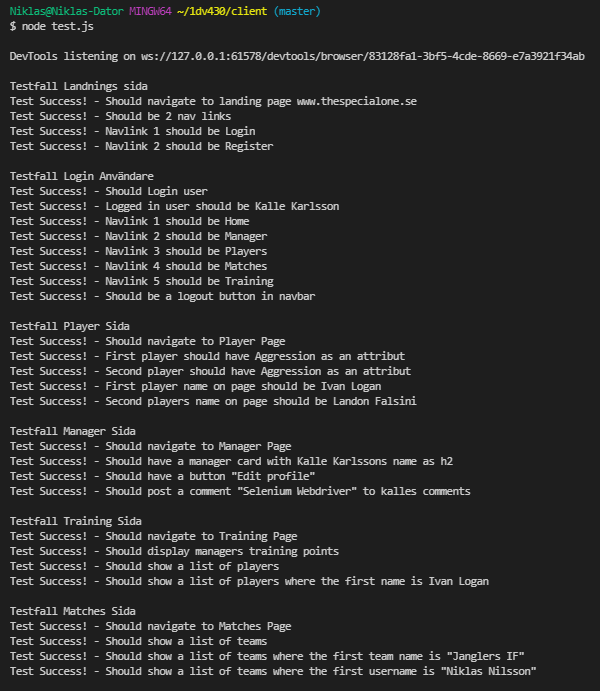 Niklas@Niklas-Dator MINGW64 ~/1dv430/client (master)
$ node test.js
DevTools listening on ws://127.0.0.1:61578/devtools/browser/83128fa1-3bf5-4cde-8669-e7a3921f34ab
Testfall Landnings sida
Test Success! - Should navigate to landing page www.thespecialone.se
Test Success! - Should be 2 nav links
Test Success! - Navlink 1 should be Login
Test Success! - Navlink 2 should be Register
Testfall Login Användare
Test Success! - Should Login user
Test Success! - Logged in user should be Kalle Karlsson
Test Success! - Navlink 1 should be Home
Test Success! - Navlink 2 should be Manager
Test Success! - Navlink 3 should be Players
Test Success! - Navlink 4 should be Matches
Test Success! - Navlink 5 should be Training
Test Success! - Should be a logout button in navbar
Testfall Player Sida
Test Success! - Should navigate to Player Page
Test Success! - First player should have Aggression as an attribut
Test Success! - Second player should have Aggression as an attribut
Test Success! - First player name on page should be Ivan Logan
Test Success! - Second players name on page should be Landon Falsini
Testfall Manager Sida
Test Success! - Should navigate to Manager Page
Test Success! - Should have a manager card with Kalle Karlssons name as h2
Test Success! - Should have a button "Edit profile"
Test Success! - Should post a comment "Selenium Webdriver" to kalles comments
Testfall Training Sida
Test Success! - Should navigate to Training Page
Test Success! - Should display managers training points
Test Success! - Should show a list of players
Test Success! - Should show a list of players where the first name is Ivan Logan
Testfall Matches Sida
Test Success! - Should navigate to Matches Page
Test Success! - Should show a list of teams
Test Success! - Should show a list of teams where the first team name is "Janglers IF"
Test Success! - Should show a list of teams where the first username is "Niklas Nilsson"